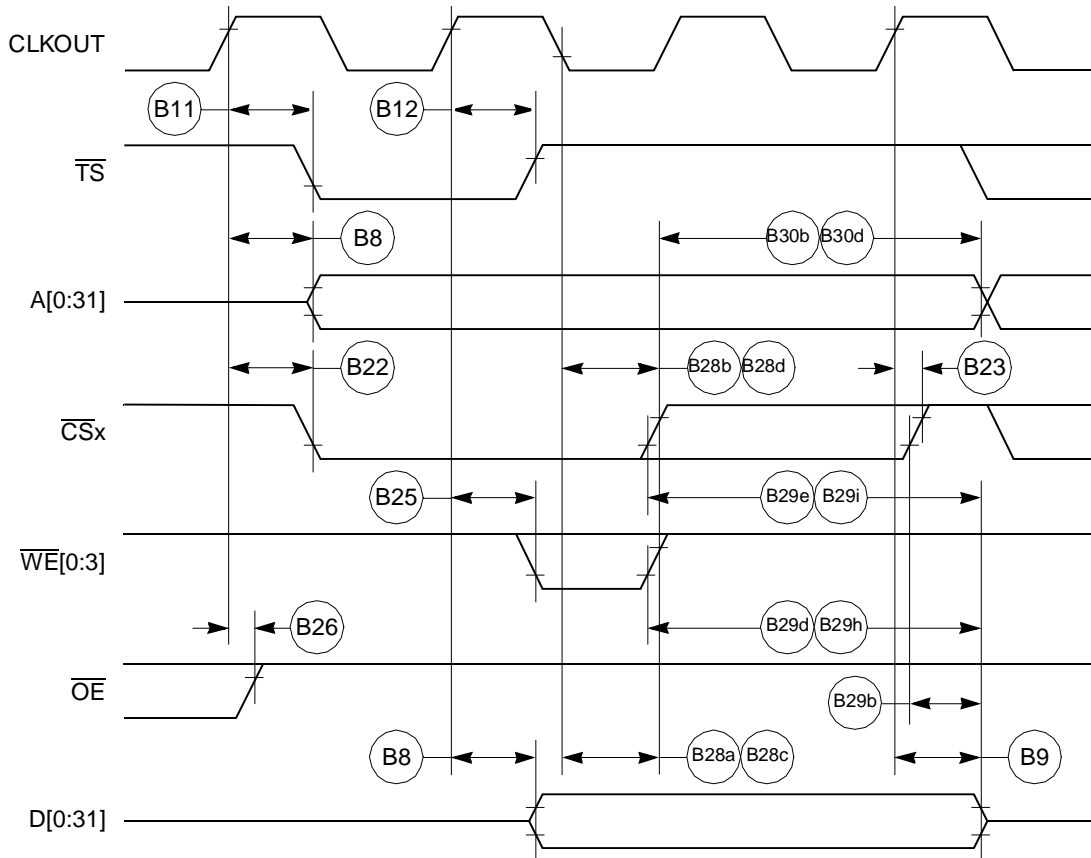 CLKOUT
B11
B12
TS
B8
B30b B30d
A[0:31]
B22
B28b B28d
B23
CSx
B25
B29e B29i
WE[0:3]
B26
B29d B29h
OE
B29b
B8
B28a B28c
B9
D[0:31]